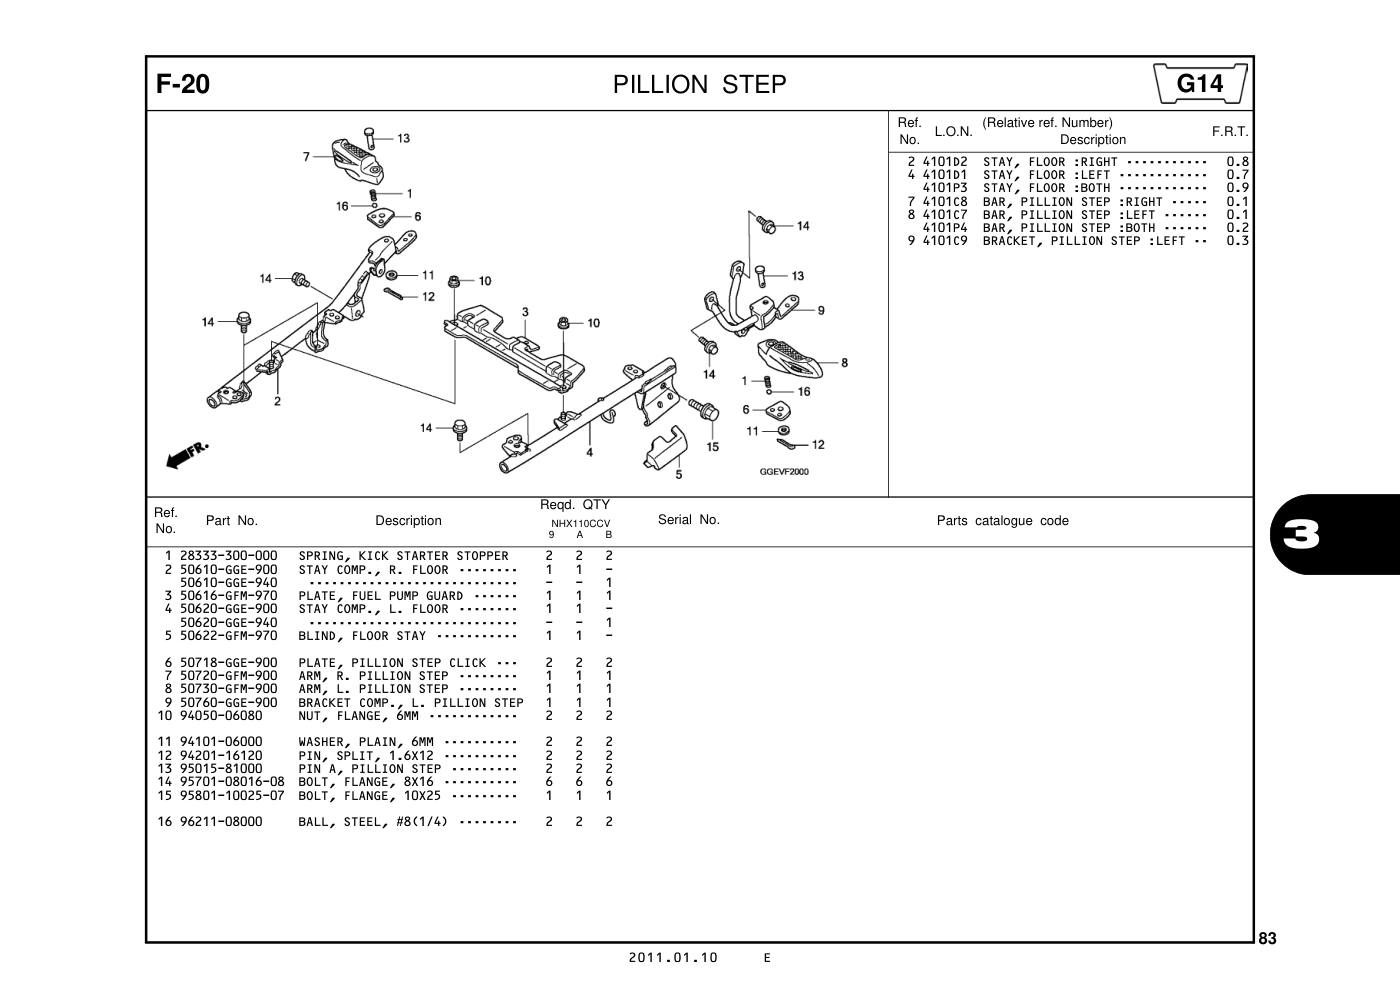 F-20
PILLION STEP
G14
13
7
1
16
6
14
11
12
14
10
3
10
2
14
4
5
15
14
13
9
14
8
1
16
6
11
12
FR.
GGEVF2000
Ref. No. L.O.N. (Relative ref. Number) Description F.R.T.
2 4101D2 STAY, FLOOR :RIGHT ----------- 0.8
4 4101D1 STAY, FLOOR :LEFT ------------ 0.7
4101P3 STAY, FLOOR :BOTH ------------ 0.9
7 4101C8 BAR, PILLION STEP :RIGHT ----- 0.1
8 4101C7 BAR, PILLION STEP :LEFT ------ 0.1
4101P4 BAR, PILLION STEP :BOTH ------ 0.2
9 4101C9 BRACKET, PILLION STEP :LEFT -- 0.3
Ref. No. Part No. Description Reqd. QTY Serial No. Parts catalogue code
NHX110CCV
9 A B
1 28333-300-000 SPRING, KICK STARTER STOPPER 2 2 2
2 50610-GGE-900 STAY COMP., R. FLOOR -------- 1 1 -
50610-GGE-940 ---------------------------- - - 1
3 50616-GFM-970 PLATE, FUEL PUMP GUARD ------ 1 1 1
4 50620-GGE-900 STAY COMP., L. FLOOR -------- 1 1 -
50620-GGE-940 ---------------------------- - - 1
5 50622-GFM-970 BLIND, FLOOR STAY ----------- 1 1 -
6 50718-GGE-900 PLATE, PILLION STEP CLICK --- 2 2 2
7 50720-GFM-900 ARM, R. PILLION STEP -------- 1 1 1
8 50730-GFM-900 ARM, L. PILLION STEP -------- 1 1 1
9 50760-GGE-900 BRACKET COMP., L. PILLION STEP 1 1 1
10 94050-06080 NUT, FLANGE, 6MM ------------ 2 2 2
11 94101-06000 WASHER, PLAIN, 6MM ---------- 2 2 2
12 94201-16120 PIN, SPLIT, 1.6X12 ---------- 2 2 2
13 95015-81000 PIN A, PILLION STEP --------- 2 2 2
14 95701-08016-08 BOLT, FLANGE, 8X16 ---------- 6 6 6
15 95801-10025-07 BOLT, FLANGE, 10X25 --------- 1 1 1
16 96211-08000 BALL, STEEL, #8(1/4) -------- 2 2 2
3
83
2011.01.10 E